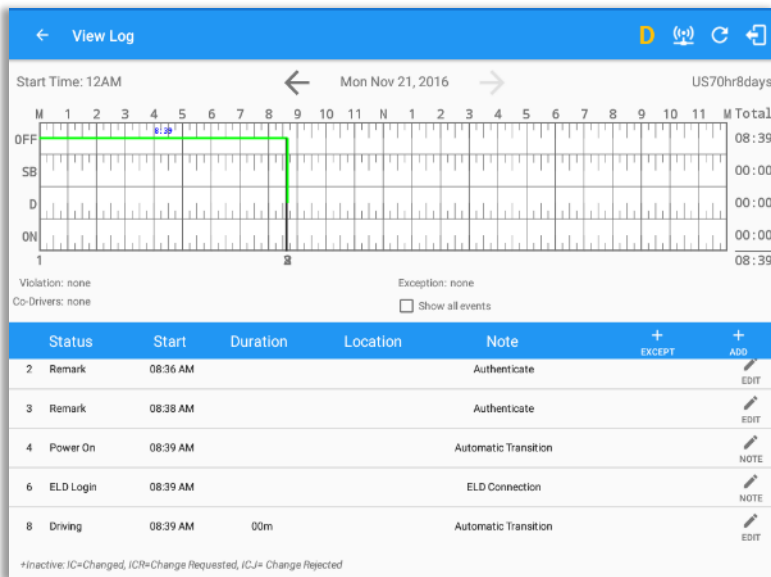 View Log D
Start Time: 12AM Mon Nov 21, 2016 US70hr8days
M 1 2 3 4 5 6 7 8 9 10 11 N 1 2 3 4 5 6 7 8 9 10 11 M Total
8:39
OFF 08:39
SB 00:00
D 00:00
ON 00:00
1 08:39
Violation: none Exception: none
Co-Drivers: none Show all events
Status Start Duration Location Note + EXCEPT + ADD
2 Remark 08:36 AM Authenticate EDIT
3 Remark 08:38 AM Authenticate EDIT
4 Power On 08:39 AM Automatic Transition NOTE
6 ELD Login 08:39 AM ELD Connection NOTE
8 Driving 08:39 AM 00m Automatic Transition EDIT
+Inactive: IC=Changed, ICR=Change Requested, ICJ= Change Rejected